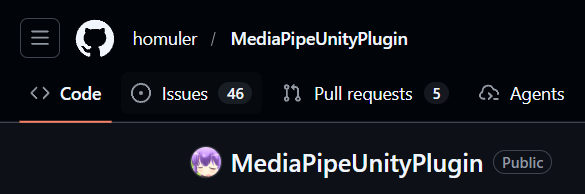 homuler / MediaPipeUnityPlugin
Code Issues 46 Pull requests 5 Agents
MediaPipeUnityPlugin Public